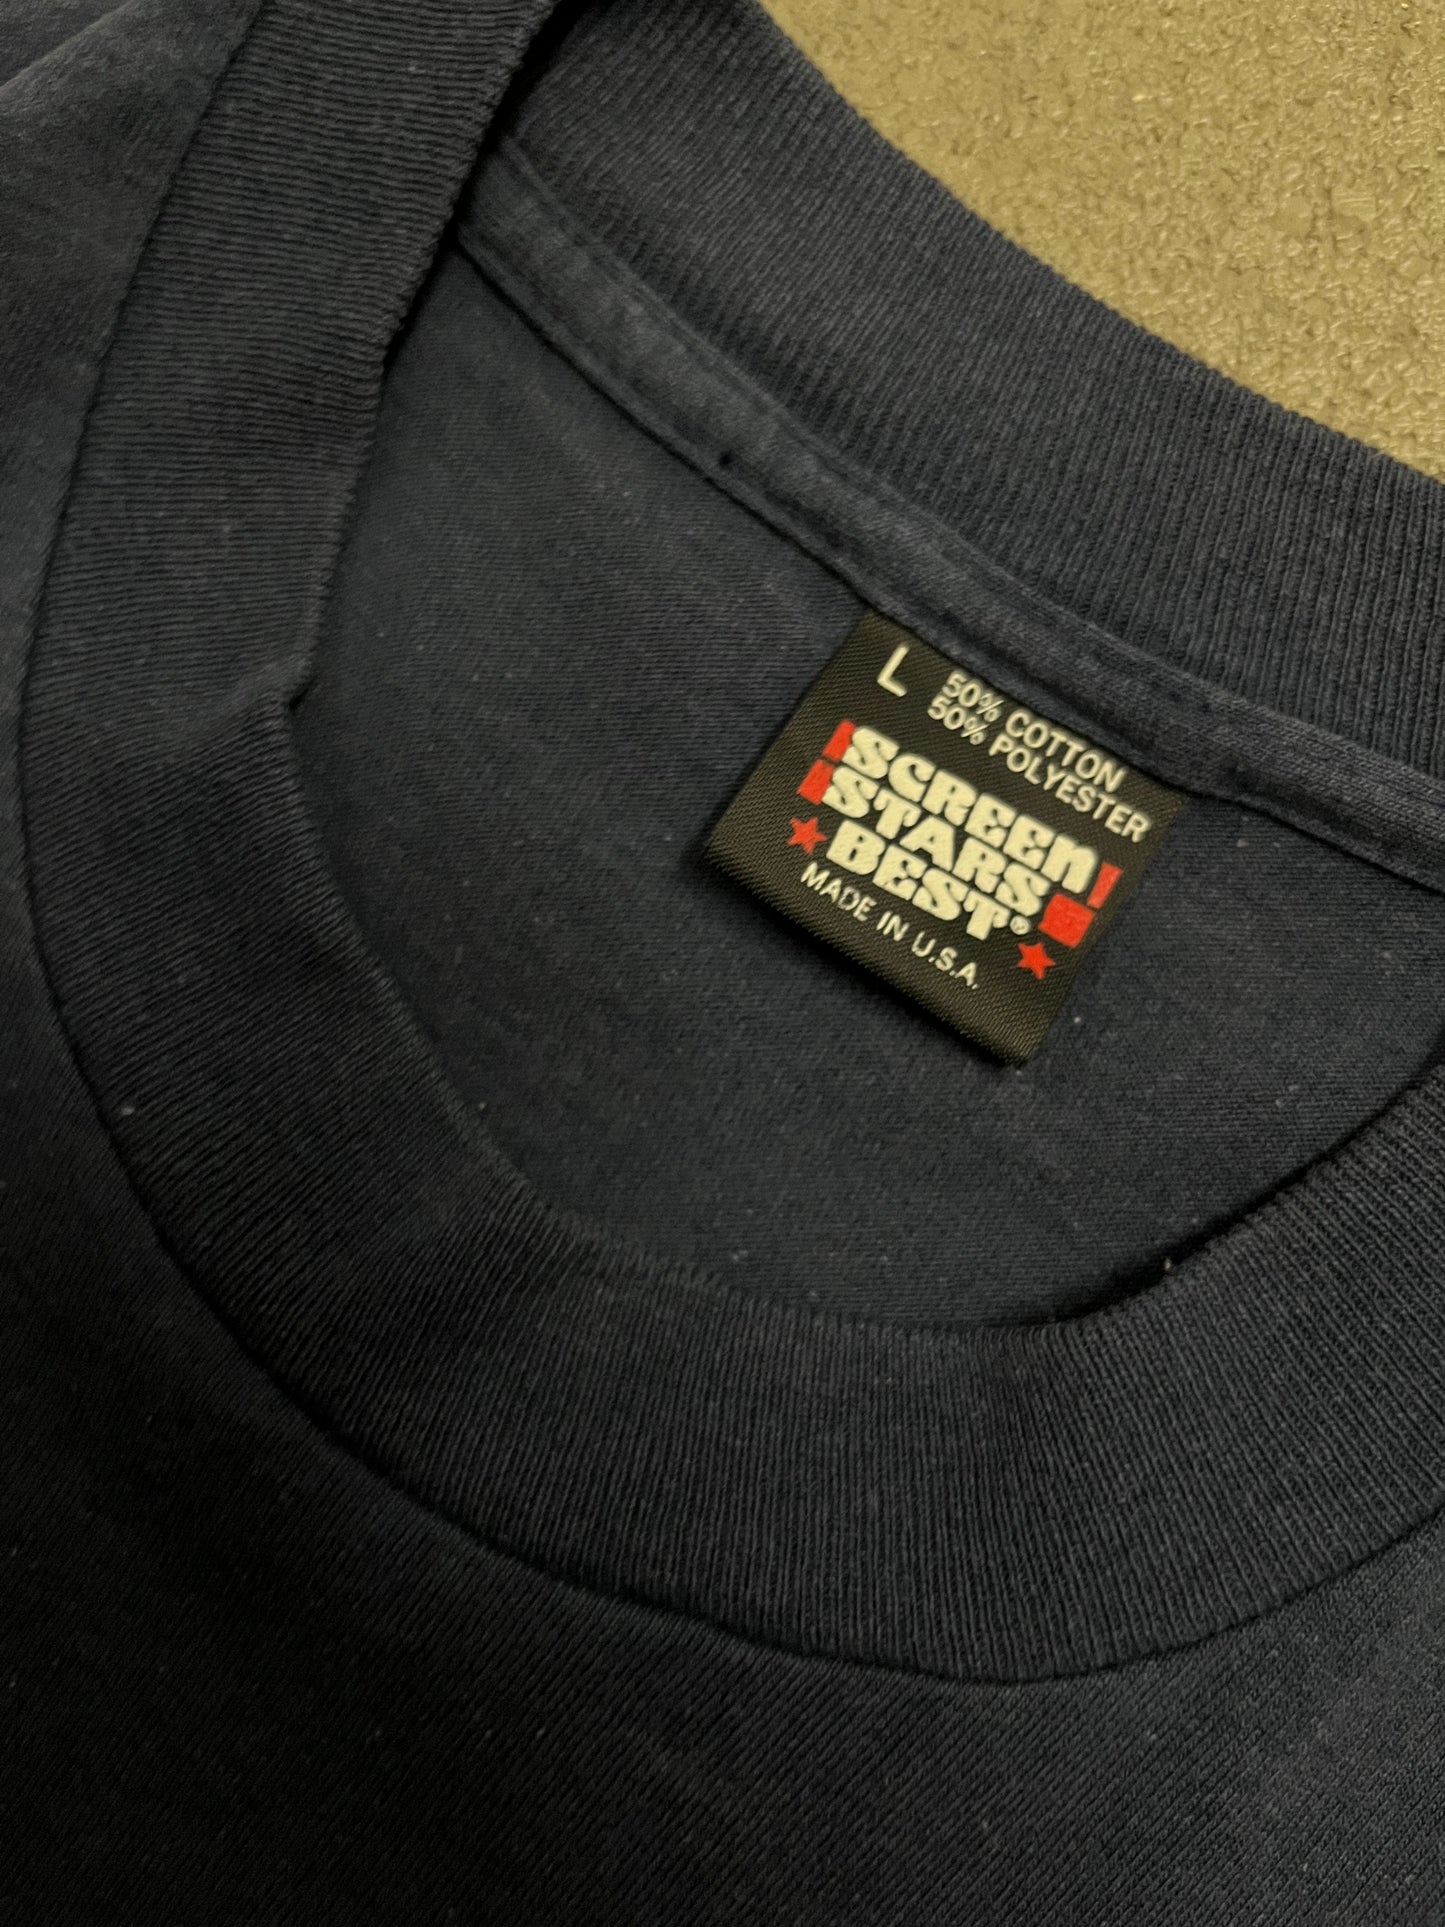 L
50% COTTON
50% POLYESTER
SCREEN
STARS
BEST®
MADE IN U.S.A.